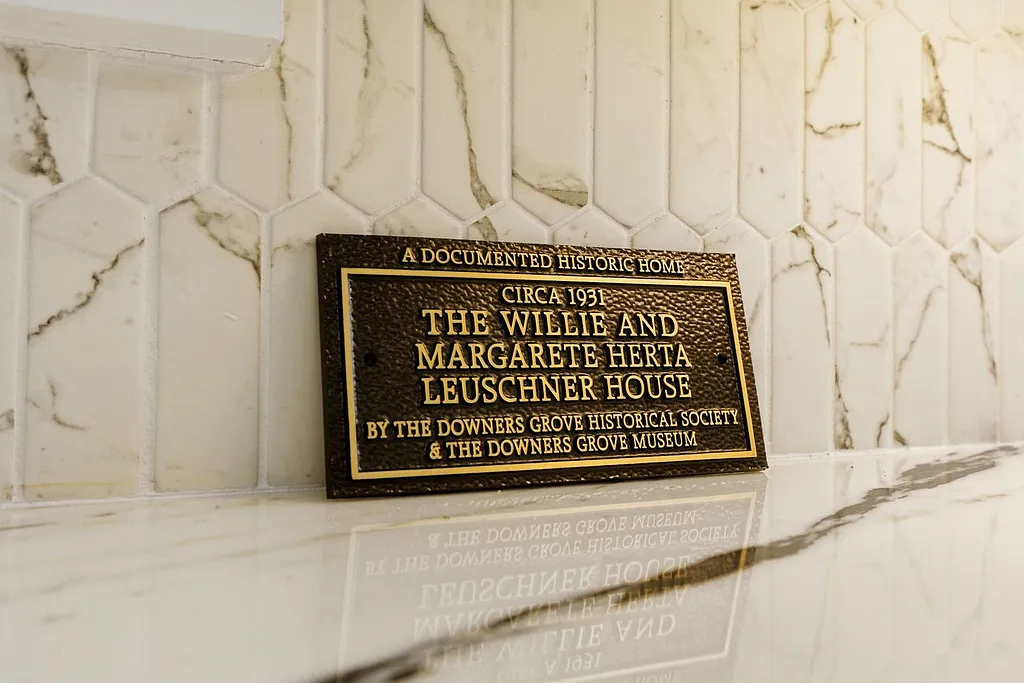 A DOCUMENTED HISTORIC HOME
CIRCA 1931
THE WILLIE AND
MARGARETE HERTA
LEUSCHNER HOUSE
BY THE DOWNERS GROVE HISTORICAL SOCIETY
& THE DOWNERS GROVE MUSEUM